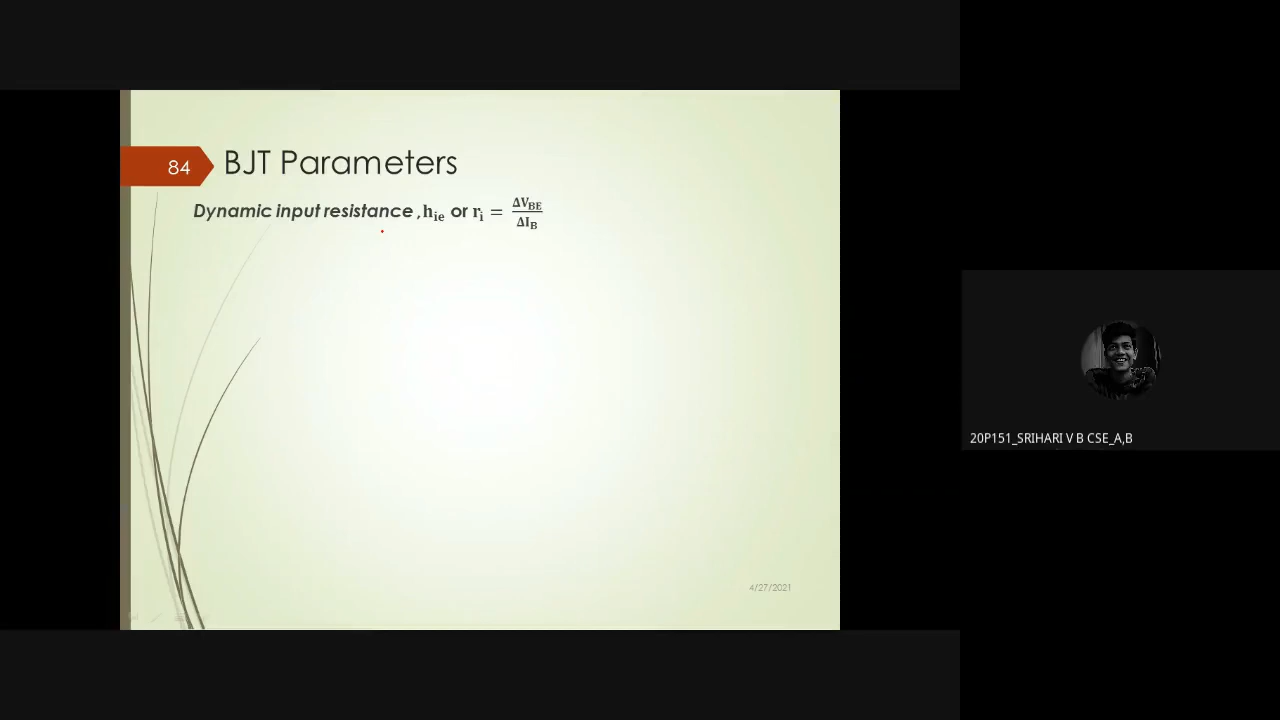 84
BJT Parameters
Dynamic input resistance ,hie or ri = ΔVBE/ΔIB
4/27/2021
20P151_SRIHARI V B CSE_A,B